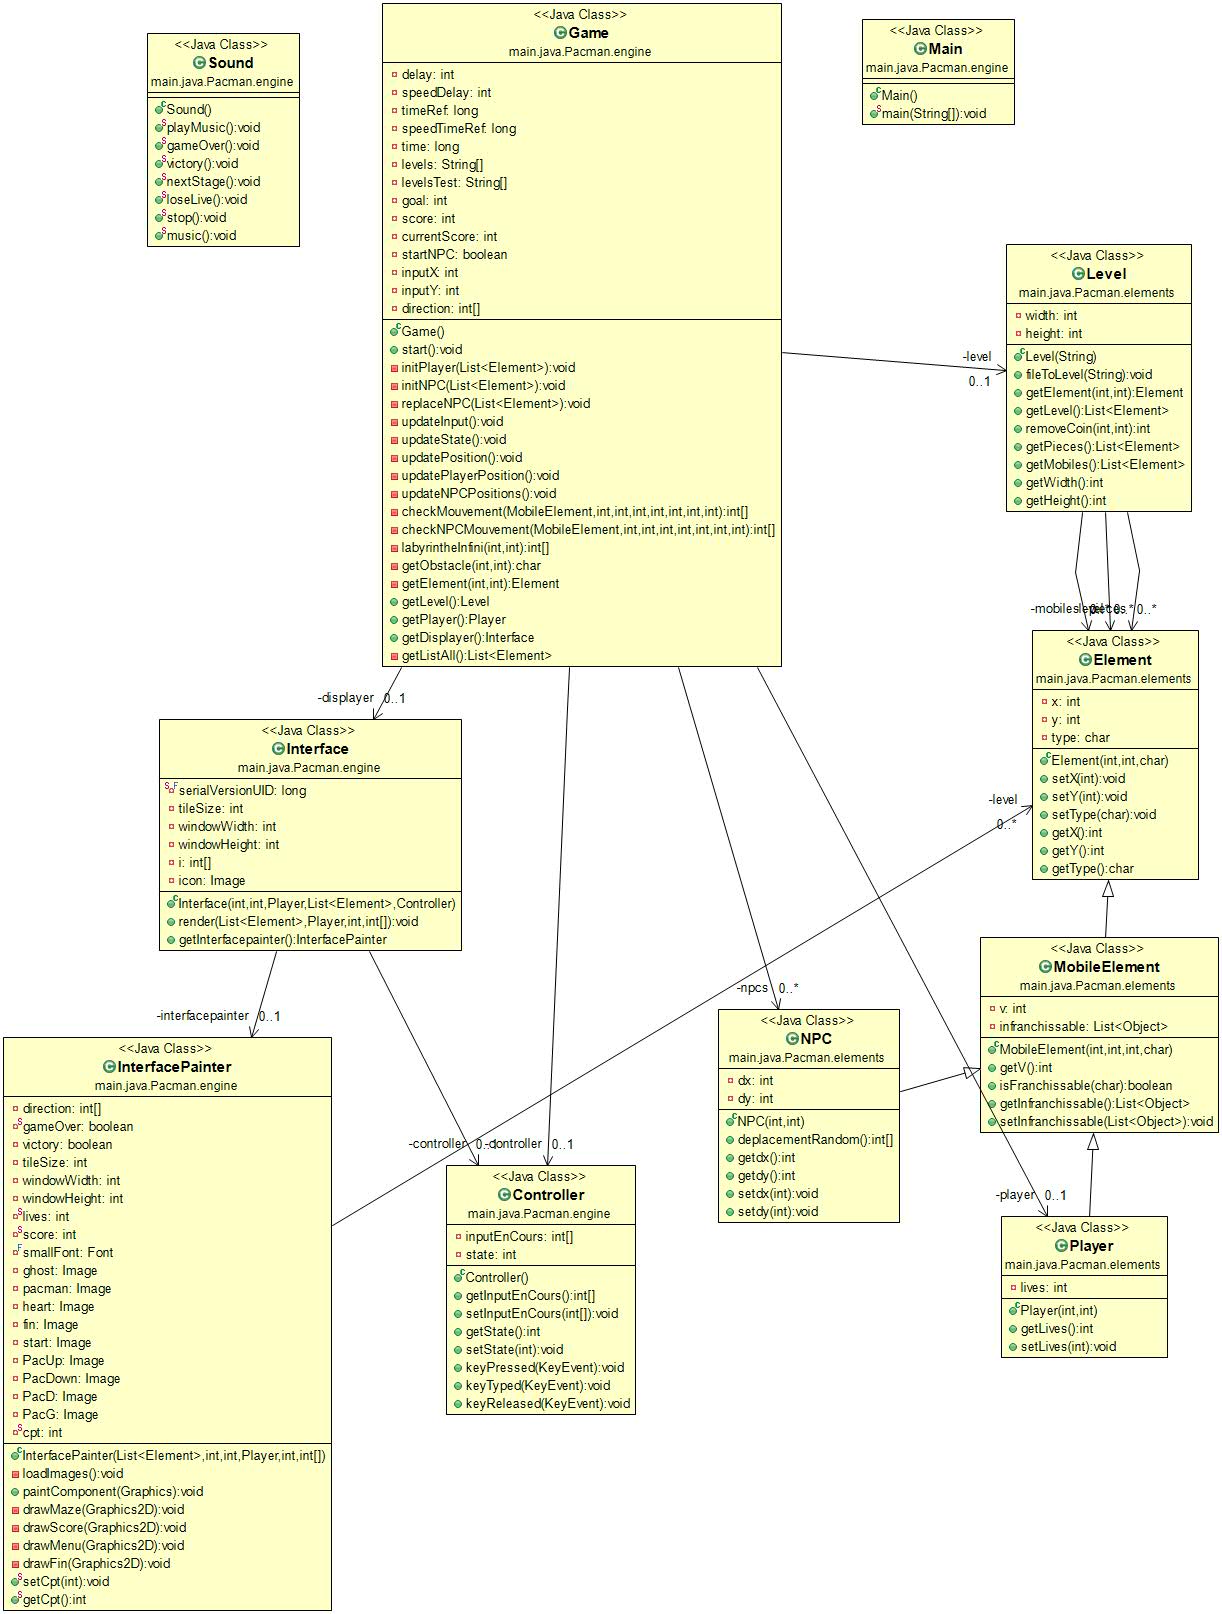 <<Java Class>>
Sound
main.java.Pacman.engine
Sound()
playMusic():void
gameOver():void
victory():void
nextStage():void
loseLive():void
stop():void
music():void
<<Java Class>>
Game
main.java.Pacman.engine
delay: int
speedDelay: int
timeRef: long
speedTimeRef: long
time: long
levels: String[]
levelsTest: String[]
goal: int
score: int
currentScore: int
startNPC: boolean
inputX: int
inputY: int
direction: int[]
Game()
start():void
initPlayer(List<Element>):void
initNPC(List<Element>):void
replaceNPC(List<Element>):void
updateInput():void
updateState():void
updatePosition():void
updatePlayerPosition():void
updateNPCPositions():void
checkMouvement(MobileElement,int,int,int,int,int,int,int):int[]
checkNPCMouvement(MobileElement,int,int,int,int,int,int,int):int[]
labyrintheInfini(int,int):int[]
getObstacle(int,int):char
getElement(int,int):Element
getLevel():Level
getPlayer():Player
getDisplayer():Interface
getListAll():List<Element>
<<Java Class>>
Main
main.java.Pacman.engine
Main()
main(String[]):void
-level
0..1
<<Java Class>>
Level
main.java.Pacman.elements
width: int
height: int
Level(String)
fileToLevel(String):void
getElement(int,int):Element
getLevel():List<Element>
removeCoin(int,int):int
getPieces():List<Element>
getMobiles():List<Element>
getWidth():int
getHeight():int
-mobiles
0..*
<<Java Class>>
Element
main.java.Pacman.elements
x: int
y: int
type: char
Element(int,int,char)
setX(int):void
setY(int):void
setType(char):void
getX():int
getY():int
getType():char
-displayer 0..1
<<Java Class>>
Interface
main.java.Pacman.engine
serialVersionUID: long
tileSize: int
windowWidth: int
windowHeight: int
i: int[]
icon: Image
Interface(int,int,Player,List<Element>,Controller)
render(List<Element>,Player,int,int[]):void
getInterfacepainter():InterfacePainter
-level
0..*
<<Java Class>>
MobileElement
main.java.Pacman.elements
v: int
infranchissable: List<Object>
MobileElement(int,int,int,char)
getV():int
isFranchissable(char):boolean
getInfranchissable():List<Object>
setInfranchissable(List<Object>):void
-npcs 0..*
<<Java Class>>
NPC
main.java.Pacman.elements
dx: int
dy: int
NPC(int,int)
deplacementRandom():int[]
getdx():int
getdy():int
setdx(int):void
setdy(int):void
-interfacepainter 0..1
<<Java Class>>
InterfacePainter
main.java.Pacman.engine
direction: int[]
gameOver: boolean
victory: boolean
tileSize: int
windowWidth: int
windowHeight: int
lives: int
score: int
smallFont: Font
ghost: Image
pacman: Image
heart: Image
fin: Image
start: Image
PacUp: Image
PacDown: Image
PacD: Image
PacG: Image
cpt: int
InterfacePainter(List<Element>,int,int,Player,int,int[])
loadImages():void
paintComponent(Graphics):void
drawMaze(Graphics2D):void
drawScore(Graphics2D):void
drawMenu(Graphics2D):void
drawFin(Graphics2D):void
setCpt(int):void
getCpt():int
-controller 0..1 -controller 0..1
<<Java Class>>
Controller
main.java.Pacman.engine
inputEnCours: int[]
state: int
Controller()
getInputEnCours():int[]
setInputEnCours(int[]):void
getState():int
setState(int):void
keyPressed(KeyEvent):void
keyTyped(KeyEvent):void
keyReleased(KeyEvent):void
-player 0..1
<<Java Class>>
Player
main.java.Pacman.elements
lives: int
Player(int,int)
getLives():int
setLives(int):void